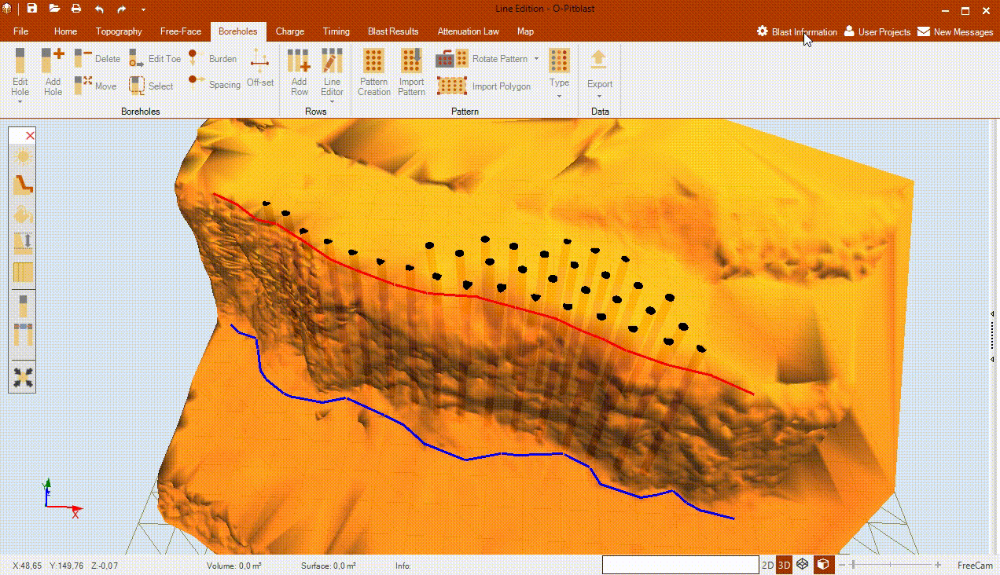 Line Edition - O-Pitblast
File Home Topography Free-Face Boreholes Charge Timing Blast Results Attenuation Law Map Blast Information User Projects New Messages
Edit Hole
Add Hole
Delete
Move
Edit Toe
Select
Burden
Spacing
Off-set
Boreholes
Add Row
Line Editor
Rows
Pattern Creation
Import Pattern
Rotate Pattern
Import Polygon
Type
Pattern
Export
Data
Y
Z
X
X:48,65 Y:149,76 Z:-0,07 Volume: 0,0 m³ Surface: 0,0 m² Info: 2D 3D FreeCam